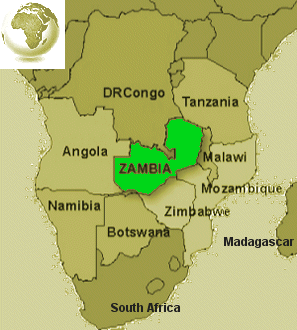 DRCongo
Tanzania
Angola
ZAMBIA
Malawi
Mozambique
Namibia
Zimbabwe
Botswana
Madagascar
South Africa